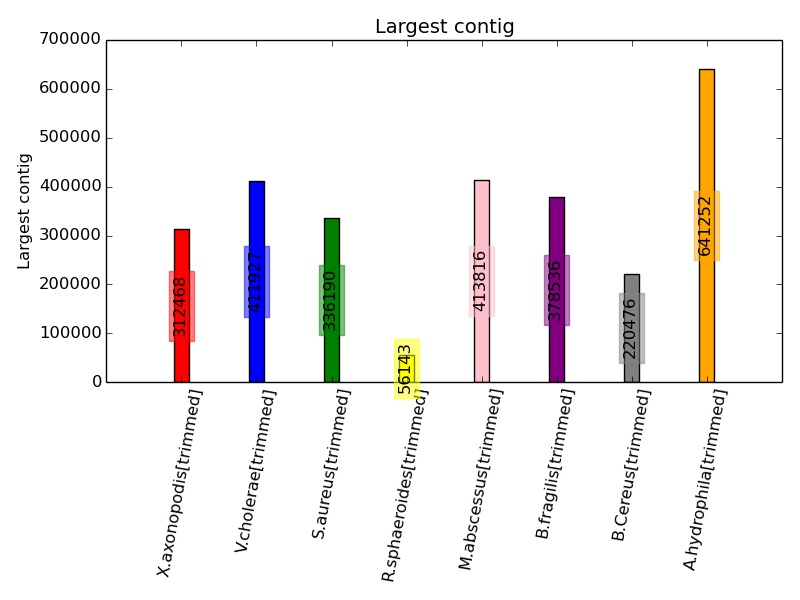 Largest contig
700000
600000
500000
400000
300000
200000
100000
0
Largest contig
312468
411927
336190
56143
413816
378536
220476
641252
X.axonopodis[trimmed]
V.cholerae[trimmed]
S.aureus[trimmed]
R.sphaeroides[trimmed]
M.abscessus[trimmed]
B.fragilis[trimmed]
B.Cereus[trimmed]
A.hydrophila[trimmed]